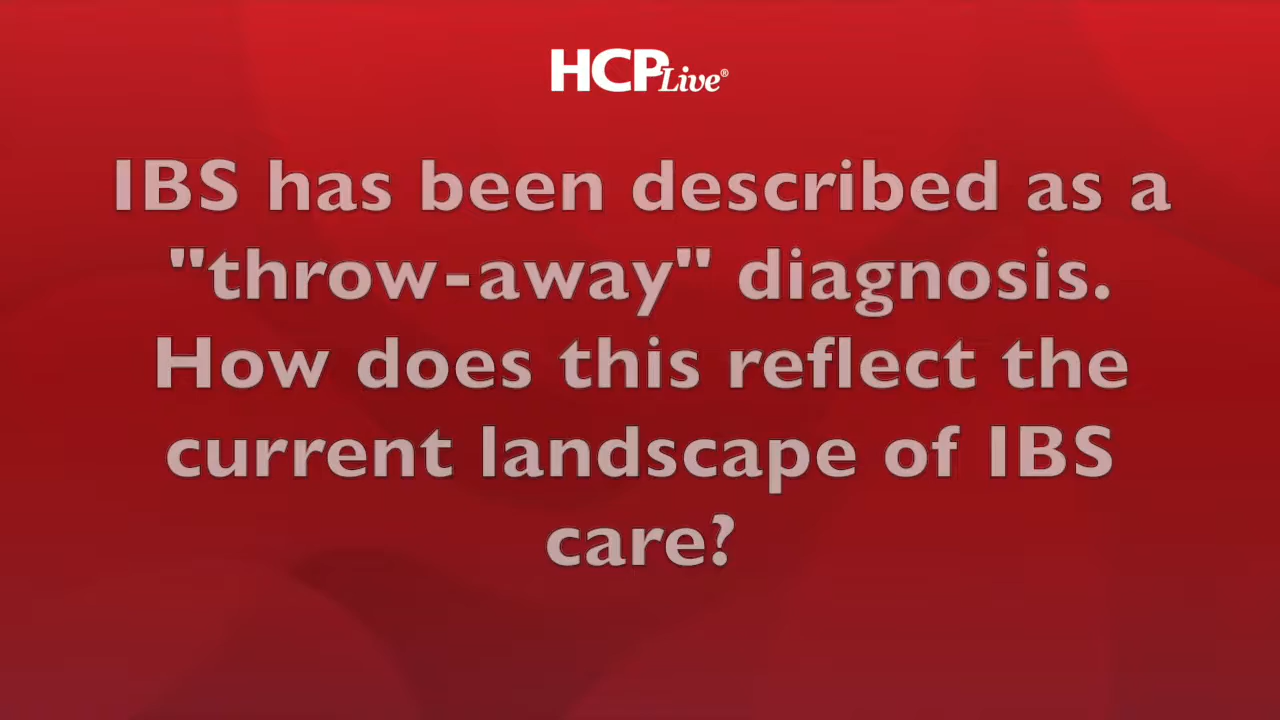 HCPLive®
IBS has been described as a
"throw-away" diagnosis.
How does this reflect the
current landscape of IBS
care?